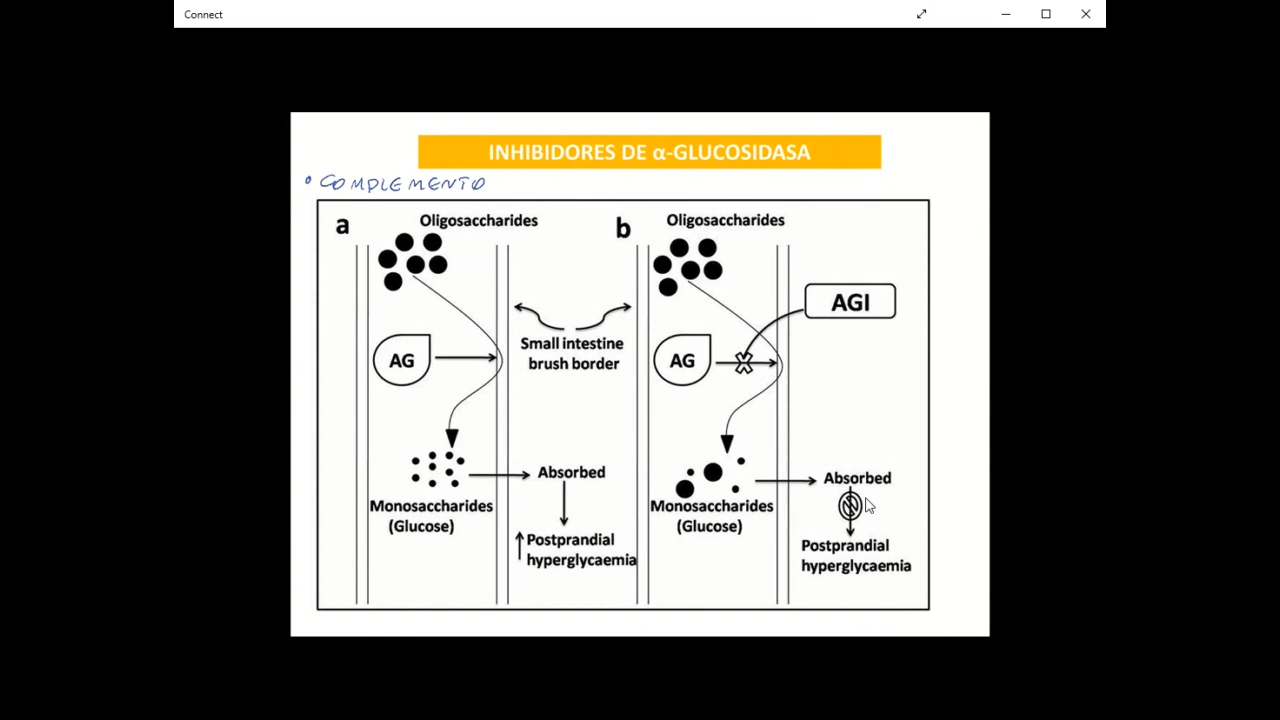 Connect
INHIBIDORES DE α-GLUCOSIDASA
• COMPLEMENTO
a
Oligosaccharides
AG
Small intestine
brush border
Monosaccharides
(Glucose)
Absorbed
↑ Postprandial
hyperglycaemia
b
Oligosaccharides
AGI
AG
Monosaccharides
(Glucose)
Absorbed
Postprandial
hyperglycaemia